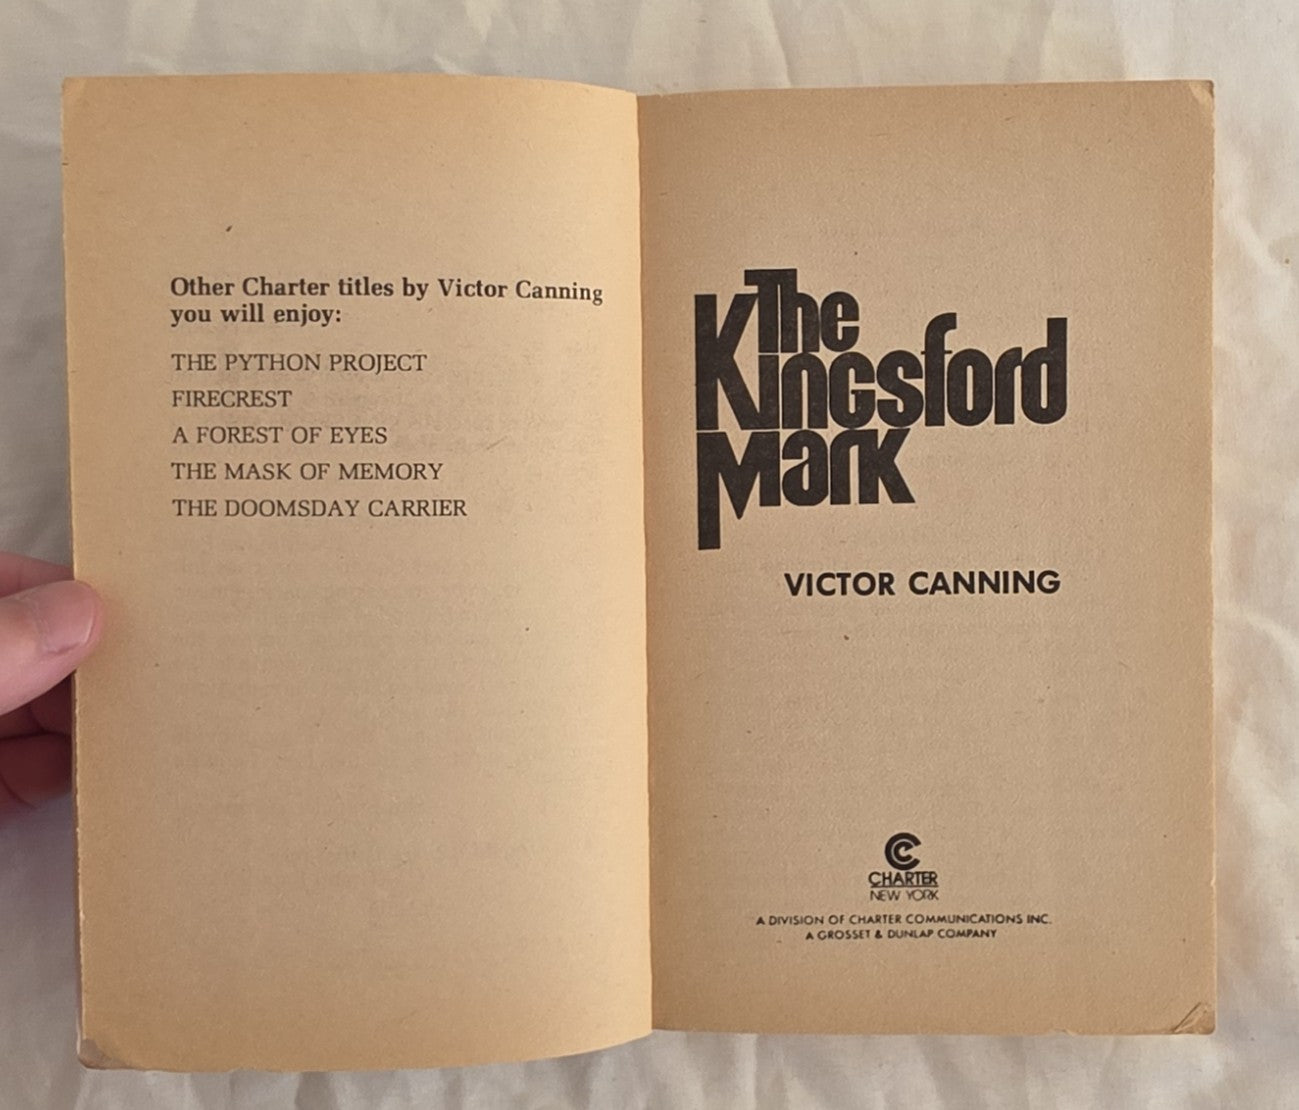 Other Charter titles by Victor Canning
you will enjoy:
THE PYTHON PROJECT
FIRECREST
A FOREST OF EYES
THE MASK OF MEMORY
THE DOOMSDAY CARRIER
The
Kingsford
Mark
VICTOR CANNING
CHARTER
NEW YORK
A DIVISION OF CHARTER COMMUNICATIONS INC.
A GROSSET & DUNLAP COMPANY